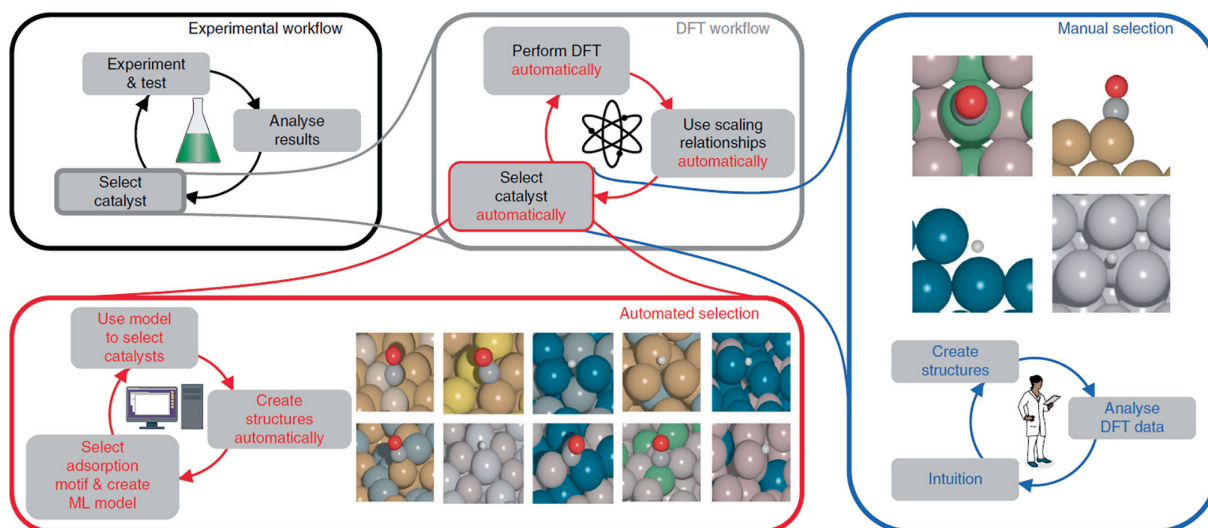 Experimental workflow
Experiment
& test
Analyse
results
Select
catalyst
DFT workflow
Perform DFT
automatically
Use scaling
relationships
automatically
Select
catalyst
automatically
Manual selection
Create
structures
Analyse
DFT data
Intuition
Automated selection
Use model
to select
catalysts
Create
structures
automatically
Select
adsorption
motif & create
ML model